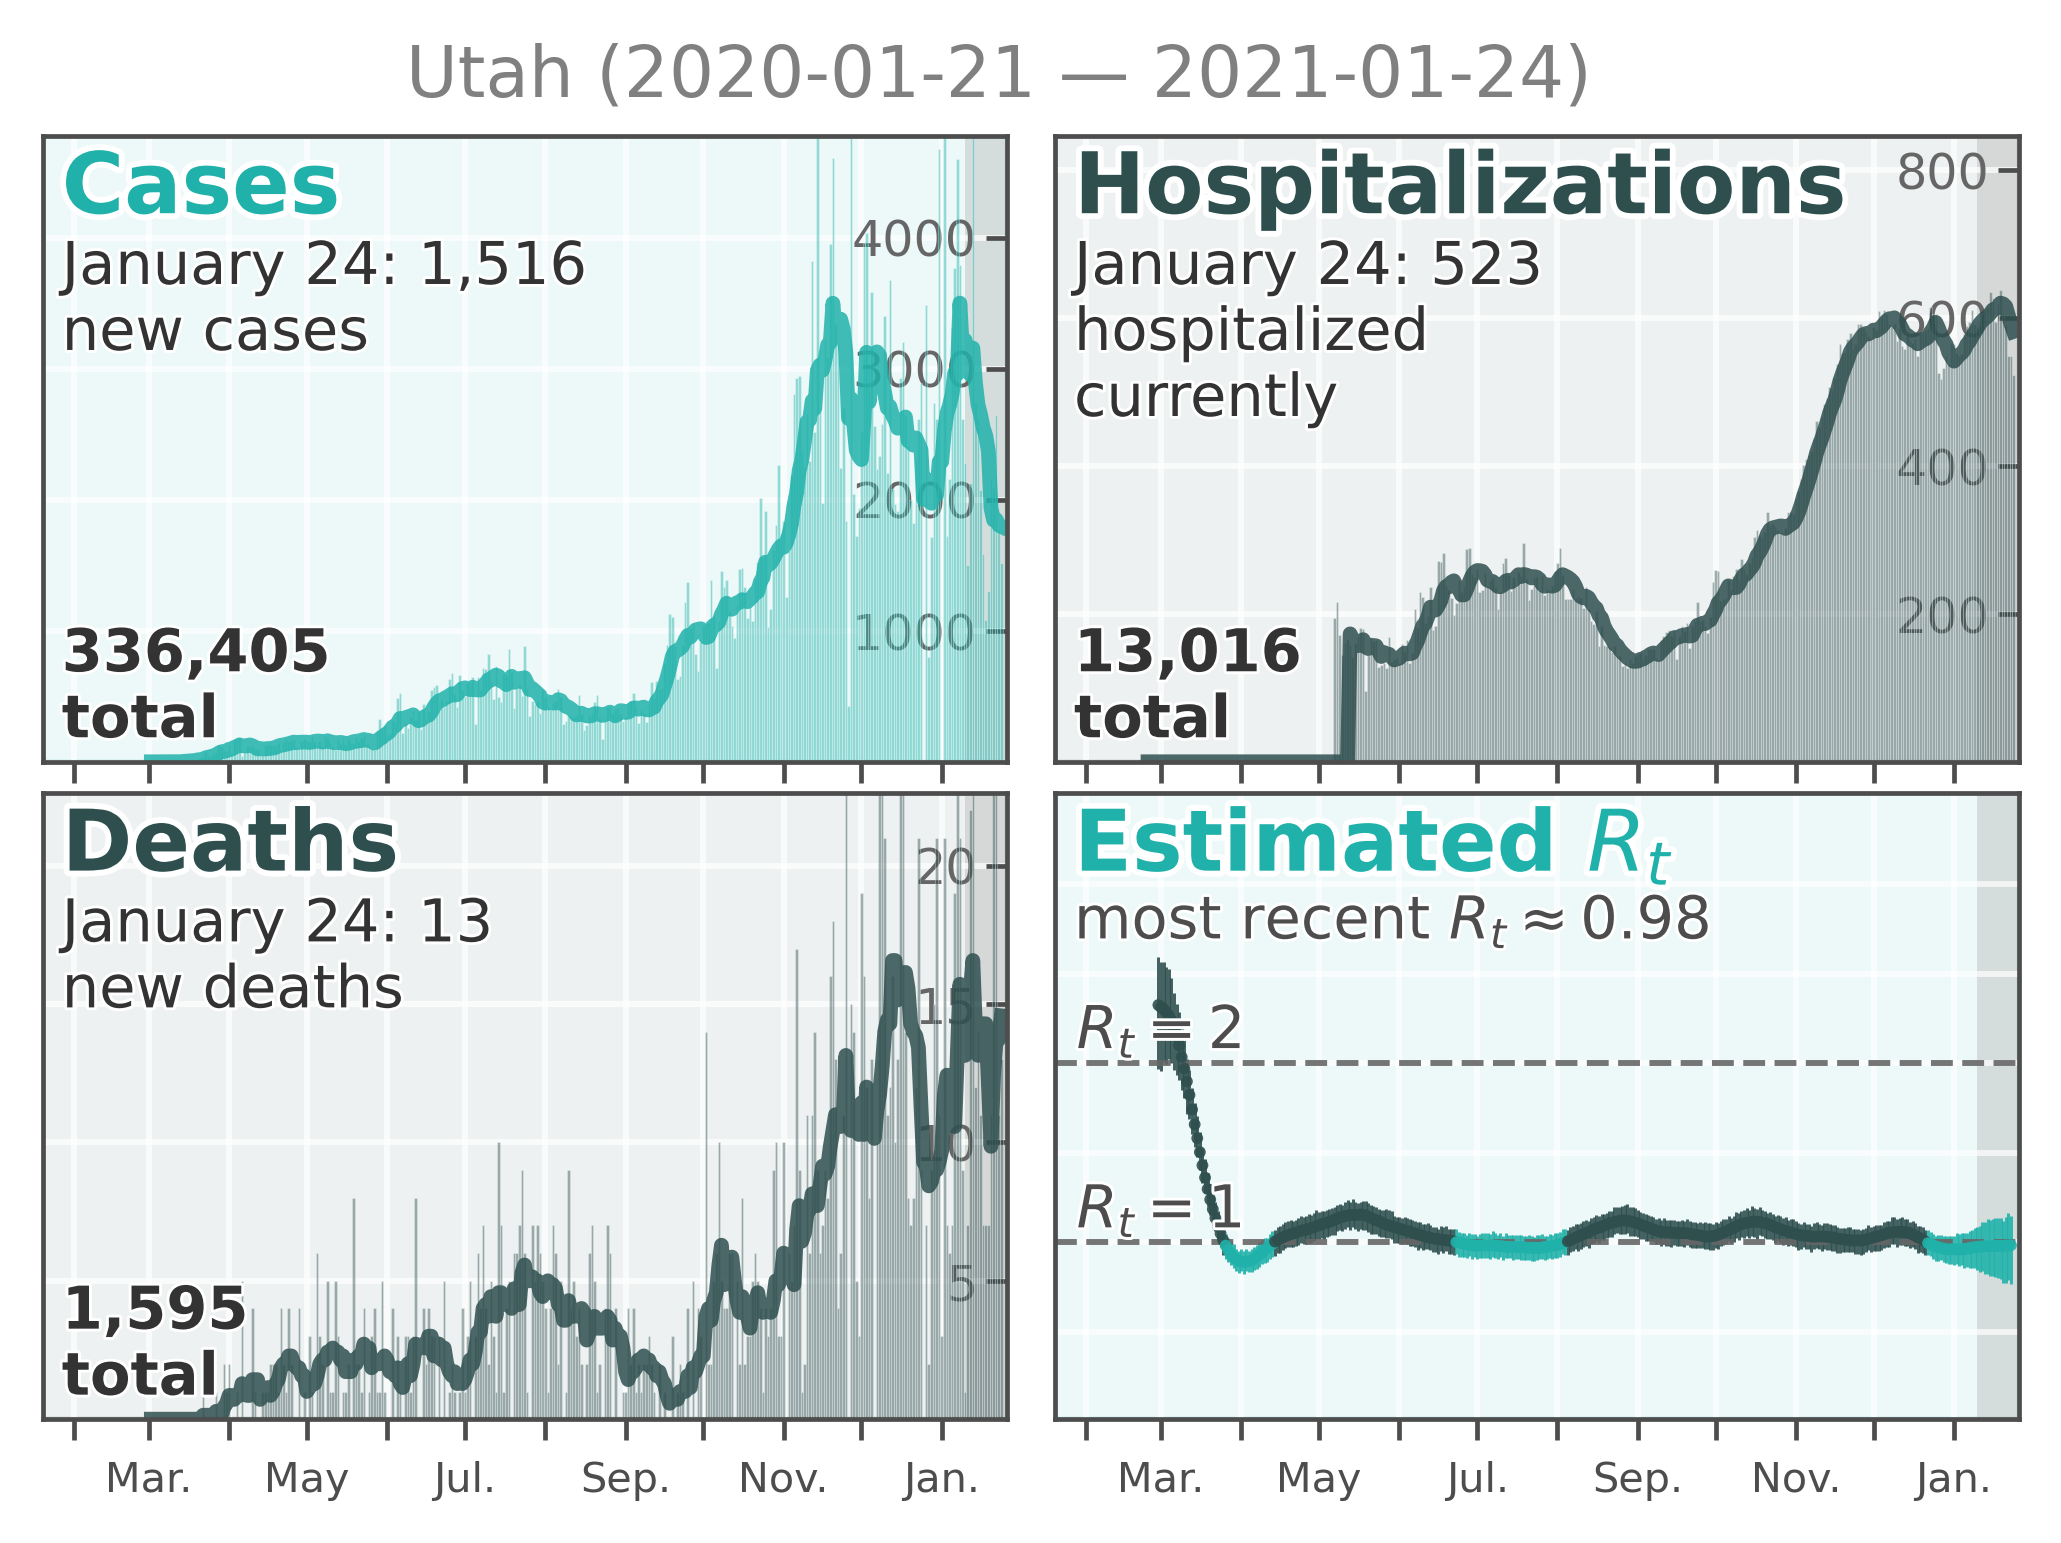 Utah (2020-01-21 — 2021-01-24)
Cases
January 24: 1,516
new cases
336,405
total
4000
3000
2000
1000
Hospitalizations
January 24: 523
hospitalized
currently
13,016
total
800
600
400
200
Deaths
January 24: 13
new deaths
1,595
total
20
15
10
5
Mar. May Jul. Sep. Nov. Jan.
Estimated Rₜ
most recent Rₜ ≈ 0.98
Rₜ = 2
Rₜ = 1
Mar. May Jul. Sep. Nov. Jan.